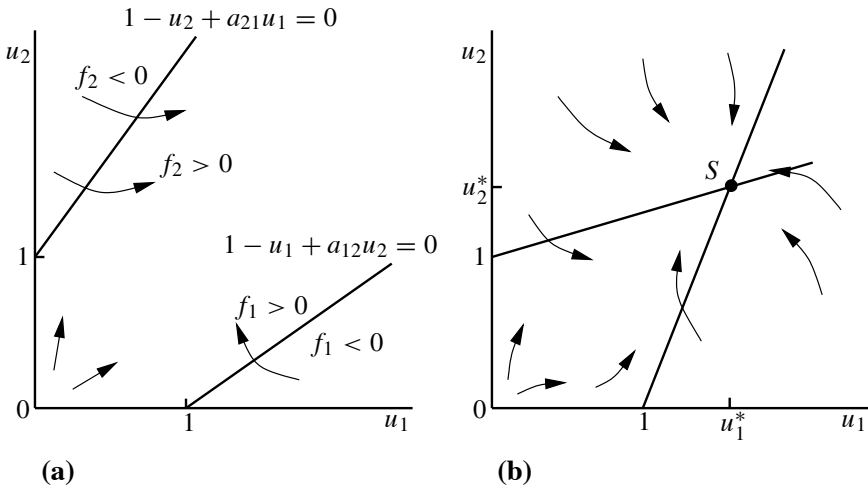 1 − u₂ + a₂₁u₁ = 0
u₂
f₂ < 0
f₂ > 0
1
1 − u₁ + a₁₂u₂ = 0
f₁ > 0
f₁ < 0
0
1
u₁
(a)
u₂
S
u₂*
1
0
1
u₁*
u₁
(b)